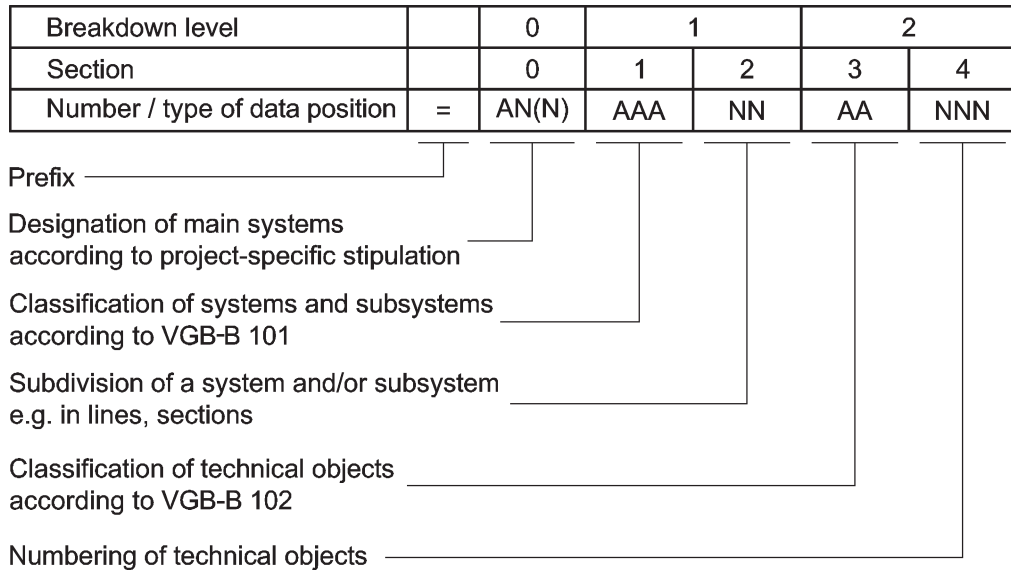 Breakdown level 0 1 2
Section 0 1 2 3 4
Number / type of data position = AN(N) AAA NN AA NNN
Prefix
Designation of main systems
according to project-specific stipulation
Classification of systems and subsystems
according to VGB-B 101
Subdivision of a system and/or subsystem
e.g. in lines, sections
Classification of technical objects
according to VGB-B 102
Numbering of technical objects